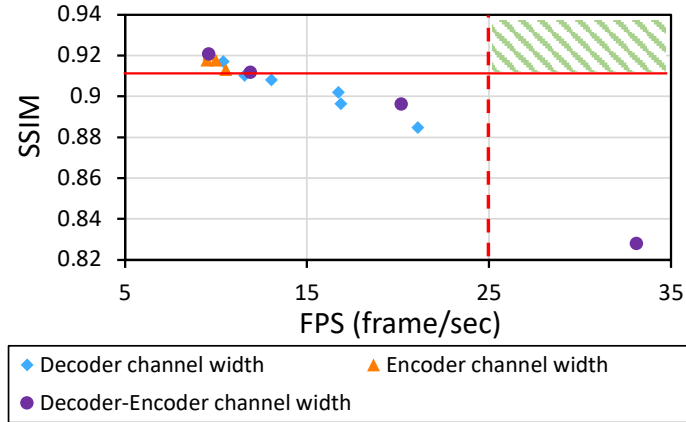 0.94
0.92
0.9
0.88
0.86
0.84
0.82
SSIM
5 15 25 35
FPS (frame/sec)
Decoder channel width Encoder channel width
Decoder-Encoder channel width